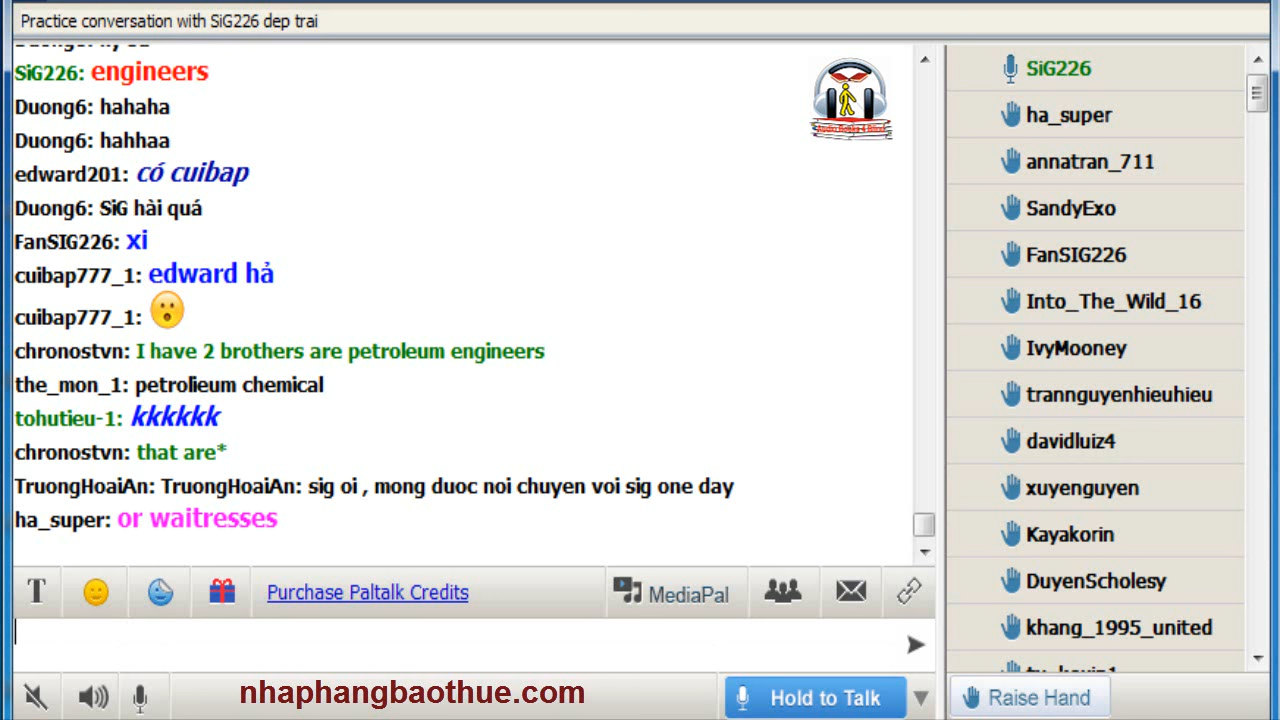 Practice conversation with SiG226 dep trai
SiG226: engineers
Duong6: hahaha
Duong6: hahhaa
edward201: có cuibap
Duong6: SiG hài quá
FanSIG226: xi
cuibap777_1: edward hả
cuibap777_1:
chronostvn: I have 2 brothers are petroleum engineers
the_mon_1: petrolieum chemical
tohutieu-1: kkkkkk
chronostvn: that are*
TruongHoaiAn: TruongHoaiAn: sig oi , mong duoc noi chuyen voi sig one day
ha_super: or waitresses
T
Purchase Paltalk Credits
MediaPal
nhaphangbaothue.com
Hold to Talk
SiG226
ha_super
annatran_711
SandyExo
FanSIG226
Into_The_Wild_16
IvyMooney
trannguyenhieuhieu
davidluiz4
xuyenguyen
Kayakorin
DuyenScholesy
khang_1995_united
Raise Hand